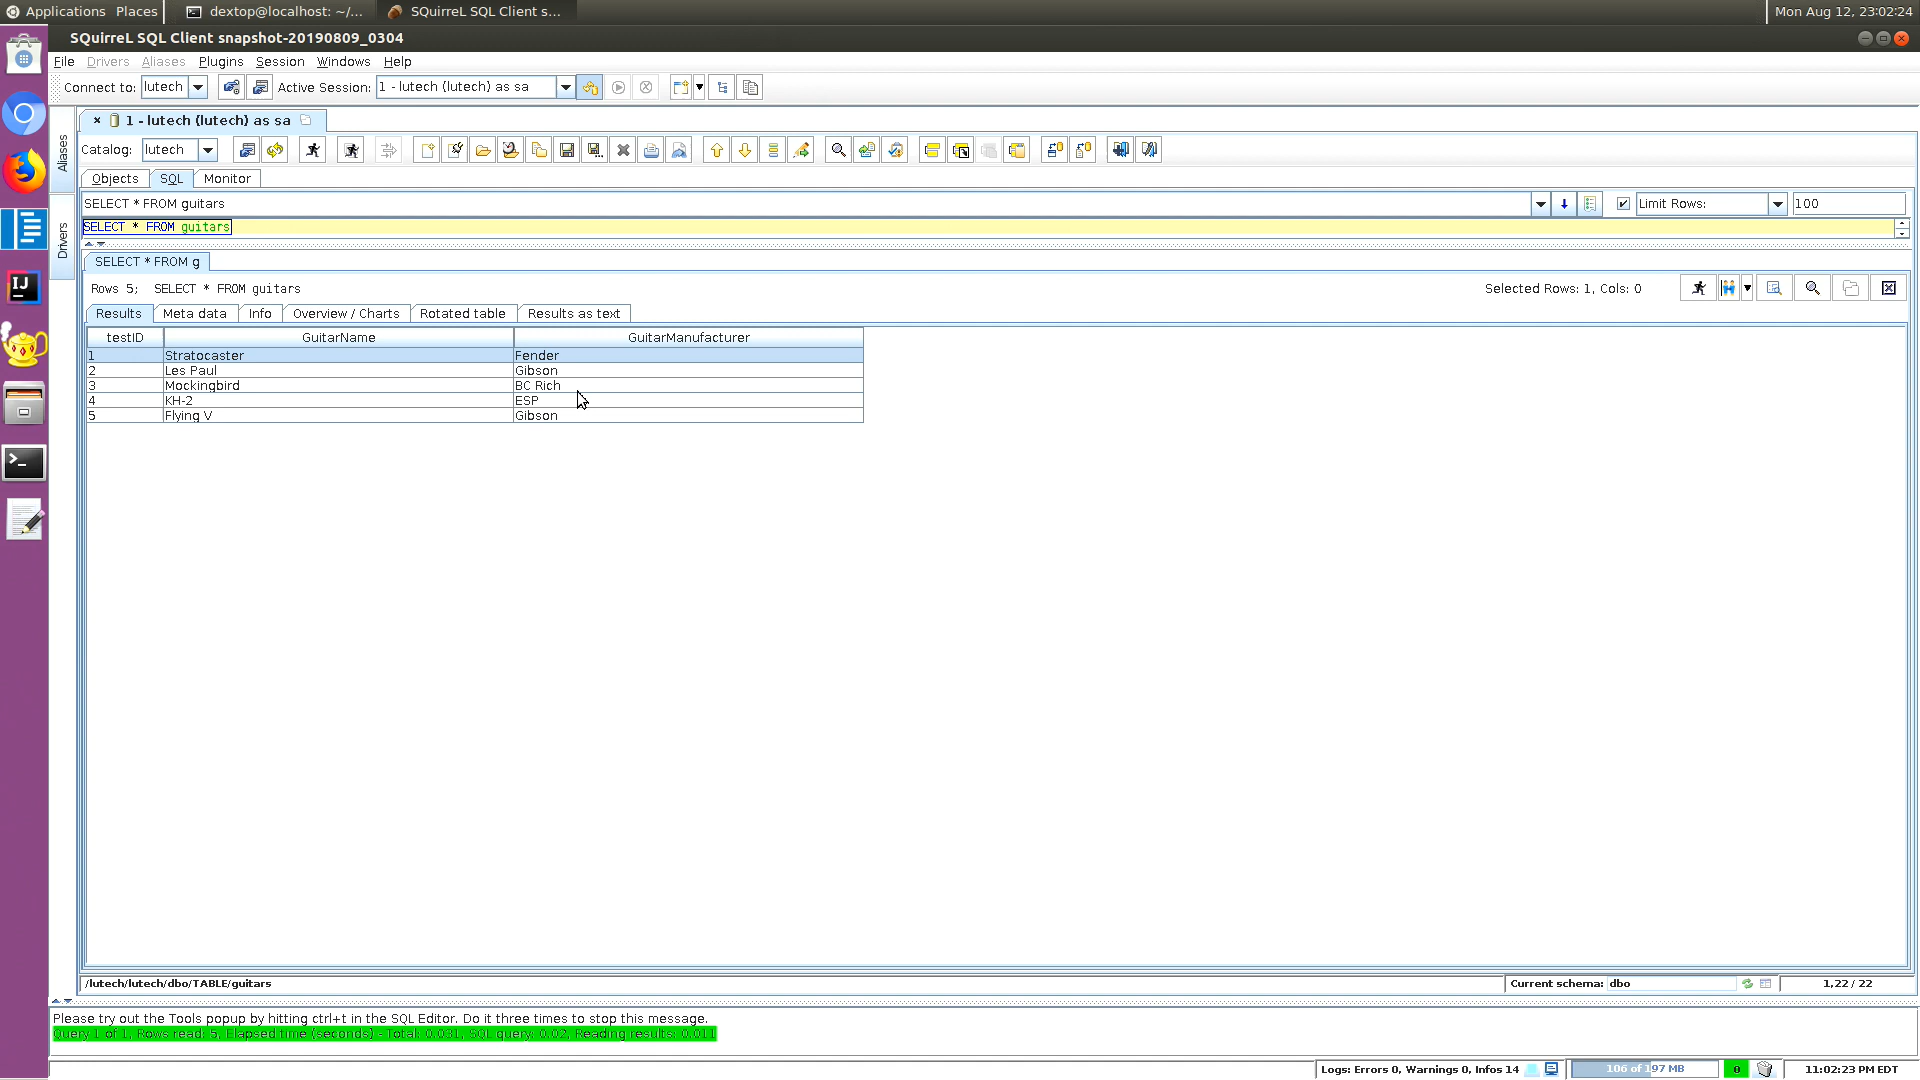 Applications Places dextop@localhost: ~/... SQuirreL SQL Client s... Mon Aug 12, 23:02:24
SQuirreL SQL Client snapshot-20190809_0304
File Drivers Aliases Plugins Session Windows Help
Connect to: lutech Active Session: 1 - lutech (lutech) as sa
1 - lutech (lutech) as sa
Aliases
Drivers
Catalog: lutech
Objects SQL Monitor
SELECT * FROM guitars Limit Rows: 100
SELECT * FROM guitars
SELECT * FROM g
Rows 5; SELECT * FROM guitars Selected Rows: 1, Cols: 0
Results Meta data Info Overview / Charts Rotated table Results as text
testID GuitarName GuitarManufacturer
1 Stratocaster Fender
2 Les Paul Gibson
3 Mockingbird BC Rich
4 KH-2 ESP
5 Flying V Gibson
/lutech/lutech/dbo/TABLE/guitars Current schema: dbo 1,22 / 22
Please try out the Tools popup by hitting ctrl+t in the SQL Editor. Do it three times to stop this message.
Query 1 of 1, Rows read: 5, Elapsed time (seconds) - Total: 0.031, SQL query: 0.02, Reading results: 0.011
Logs: Errors 0, Warnings 0, Infos 14 106 of 197 MB 0 11:02:23 PM EDT